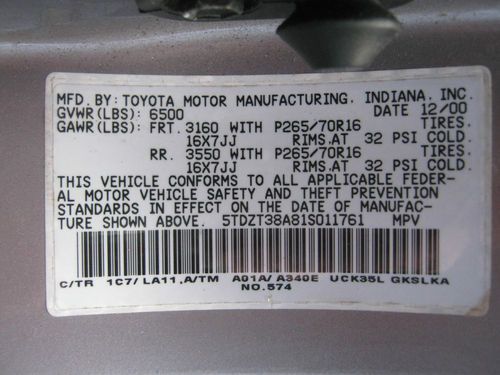 MFD. BY: TOYOTA MOTOR MANUFACTURING, INDIANA, INC.
GVWR(LBS): 6500 DATE 12/00
GAWR(LBS): FRT. 3160 WITH P265/70R16 TIRES.
16X7JJ RIMS.AT 32 PSI COLD.
RR. 3550 WITH P265/70R16 TIRES.
16X7JJ RIMS.AT 32 PSI COLD.
THIS VEHICLE CONFORMS TO ALL APPLICABLE FEDER-
AL MOTOR VEHICLE SAFETY AND THEFT PREVENTION
STANDARDS IN EFFECT ON THE DATE OF MANUFAC-
TURE SHOWN ABOVE. 5TDZT38A81S011761 MPV
C/TR 1C7/LA11,A/TM A01A/A340E UCK35L GKSLKA
NO.574